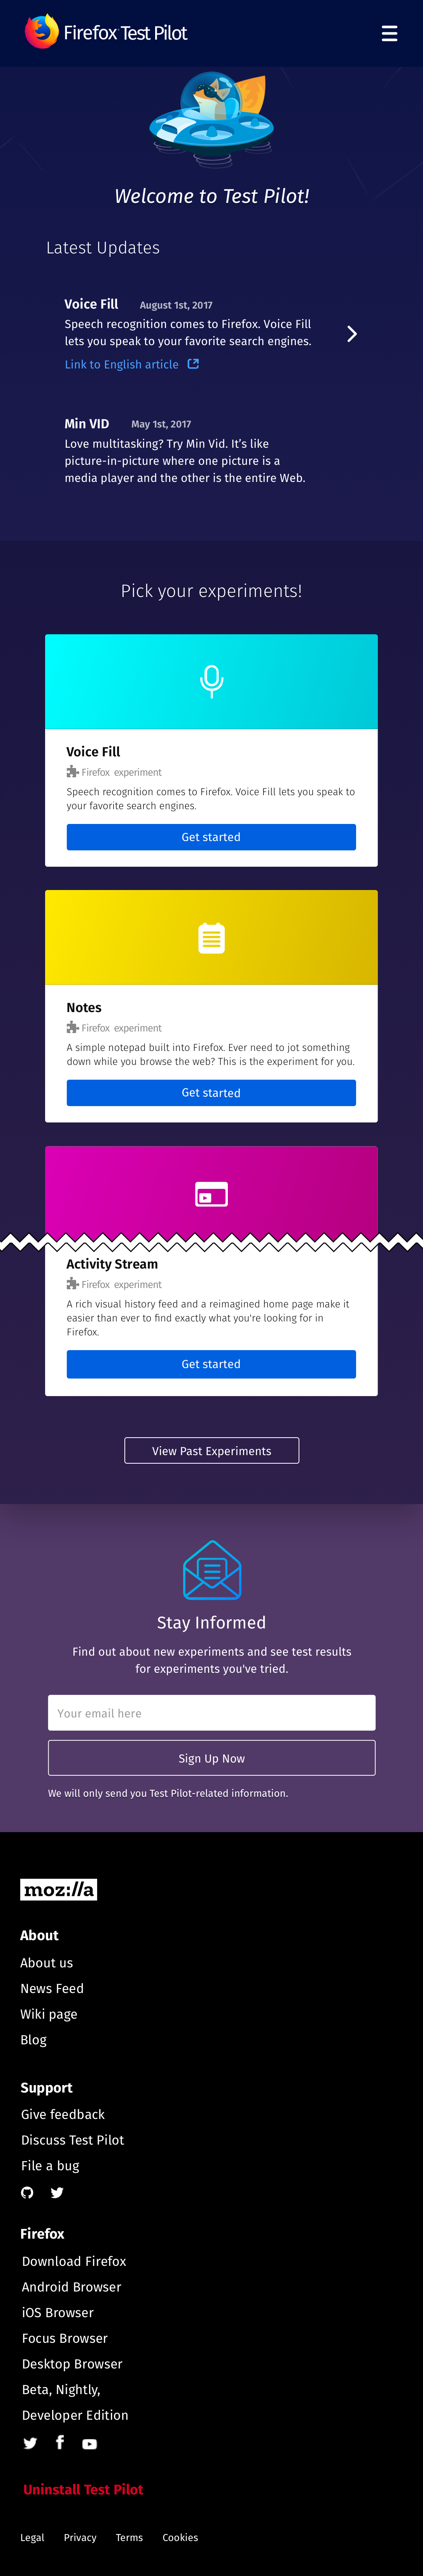 Firefox Test Pilot
Welcome to Test Pilot!
Latest Updates
Voice Fill August 1st, 2017
Speech recognition comes to Firefox. Voice Fill
lets you speak to your favorite search engines.
Link to English article
Min VID May 1st, 2017
Love multitasking? Try Min Vid. It’s like
picture-in-picture where one picture is a
media player and the other is the entire Web.
Pick your experiments!
Voice Fill
Firefox experiment
Speech recognition comes to Firefox. Voice Fill lets you speak to
your favorite search engines.
Get started
Notes
Firefox experiment
A simple notepad built into Firefox. Ever need to jot something
down while you browse the web? This is the experiment for you.
Get started
Activity Stream
Firefox experiment
A rich visual history feed and a reimagined home page make it
easier than ever to find exactly what you're looking for in
Firefox.
Get started
View Past Experiments
Stay Informed
Find out about new experiments and see test results
for experiments you've tried.
Your email here
Sign Up Now
We will only send you Test Pilot-related information.
moz://a
About
About us
News Feed
Wiki page
Blog
Support
Give feedback
Discuss Test Pilot
File a bug
Firefox
Download Firefox
Android Browser
iOS Browser
Focus Browser
Desktop Browser
Beta, Nightly,
Developer Edition
Uninstall Test Pilot
Legal Privacy Terms Cookies